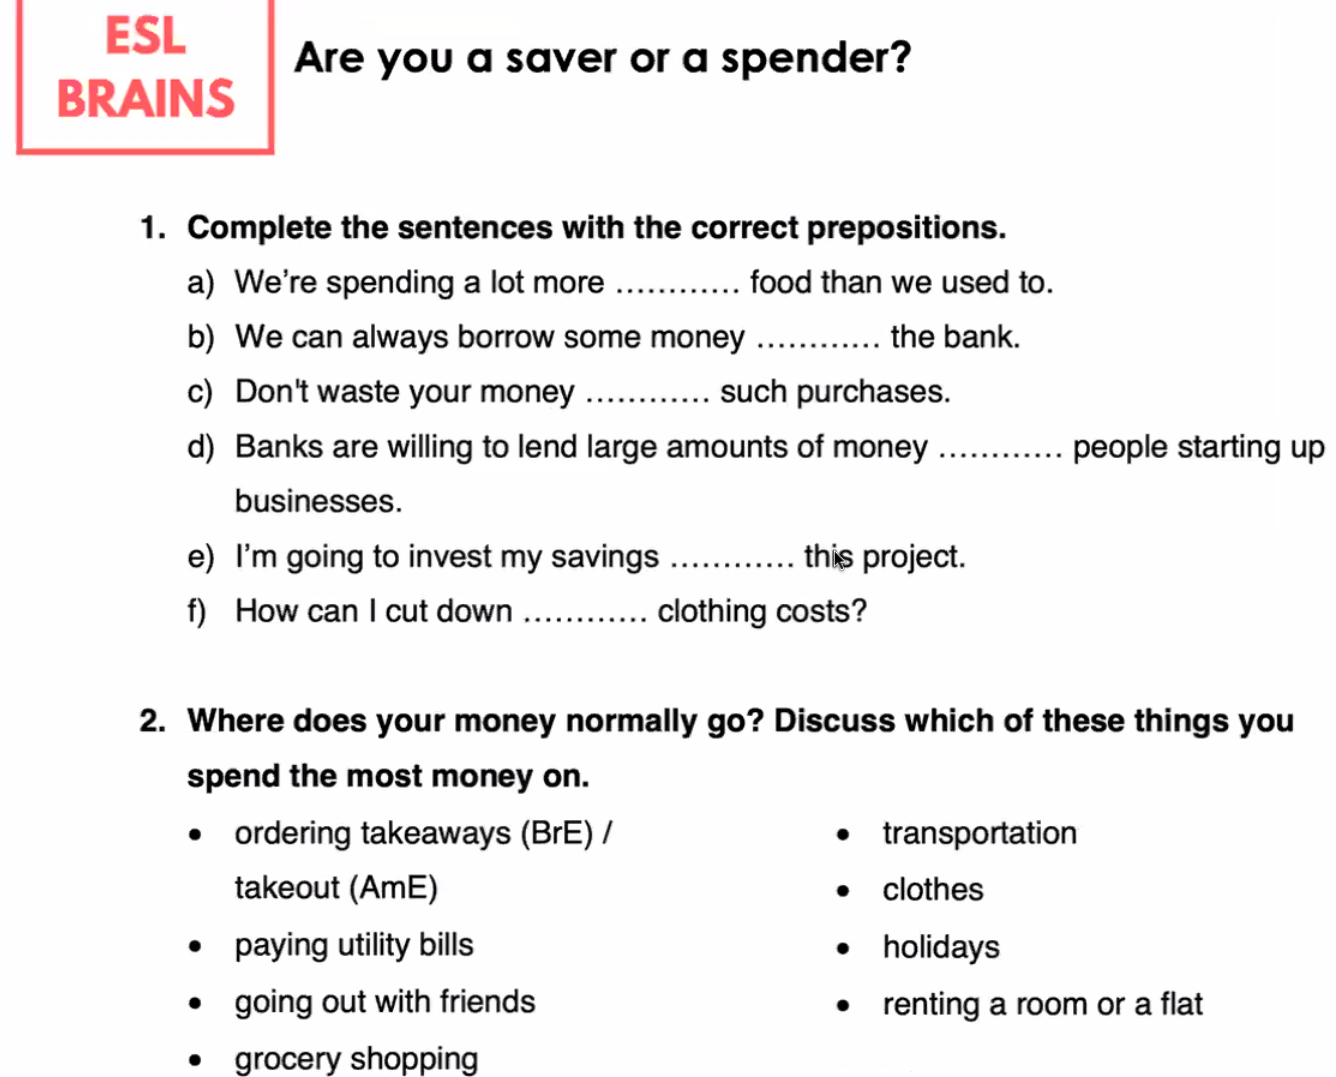 ESL
BRAINS
Are you a saver or a spender?
1. Complete the sentences with the correct prepositions.
a) We’re spending a lot more ………… food than we used to.
b) We can always borrow some money ………… the bank.
c) Don't waste your money ………… such purchases.
d) Banks are willing to lend large amounts of money ………… people starting up
businesses.
e) I’m going to invest my savings ………… this project.
f) How can I cut down ………… clothing costs?
2. Where does your money normally go? Discuss which of these things you
spend the most money on.
• ordering takeaways (BrE) /
takeout (AmE)
• paying utility bills
• going out with friends
• grocery shopping
• transportation
• clothes
• holidays
• renting a room or a flat